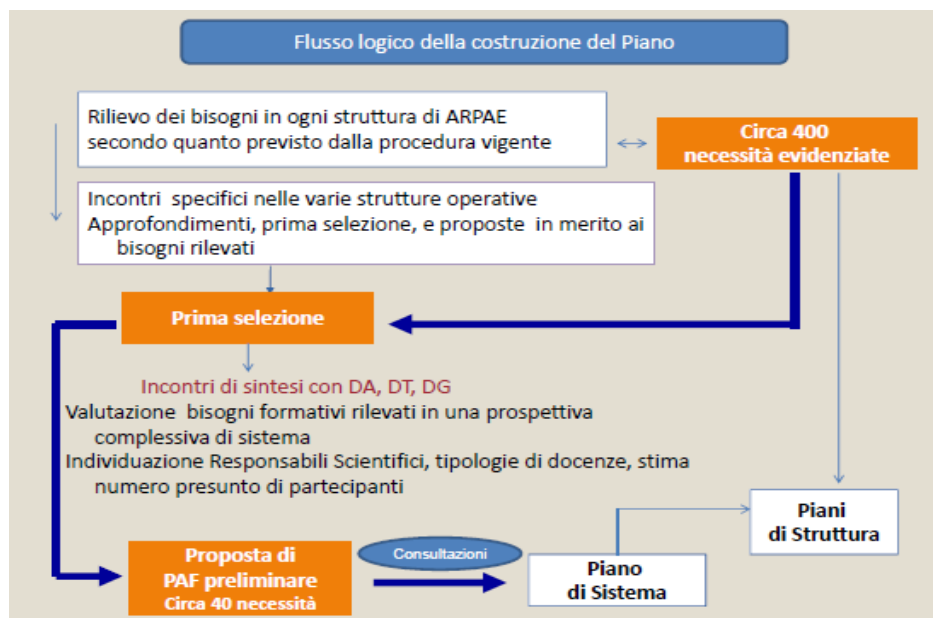 Flusso logico della costruzione del Piano
Rilievo dei bisogni in ogni struttura di ARPAE
secondo quanto previsto dalla procedura vigente
Circa 400
necessità evidenziate
Incontri specifici nelle varie strutture operative
Approfondimenti, prima selezione, e proposte in merito ai
bisogni rilevati
Prima selezione
Incontri di sintesi con DA, DT, DG
Valutazione bisogni formativi rilevati in una prospettiva
complessiva di sistema
Individuazione Responsabili Scientifici, tipologie di docenze, stima
numero presunto di partecipanti
Piani
di Struttura
Proposta di
PAF preliminare
Circa 40 necessità
Consultazioni
Piano
di Sistema